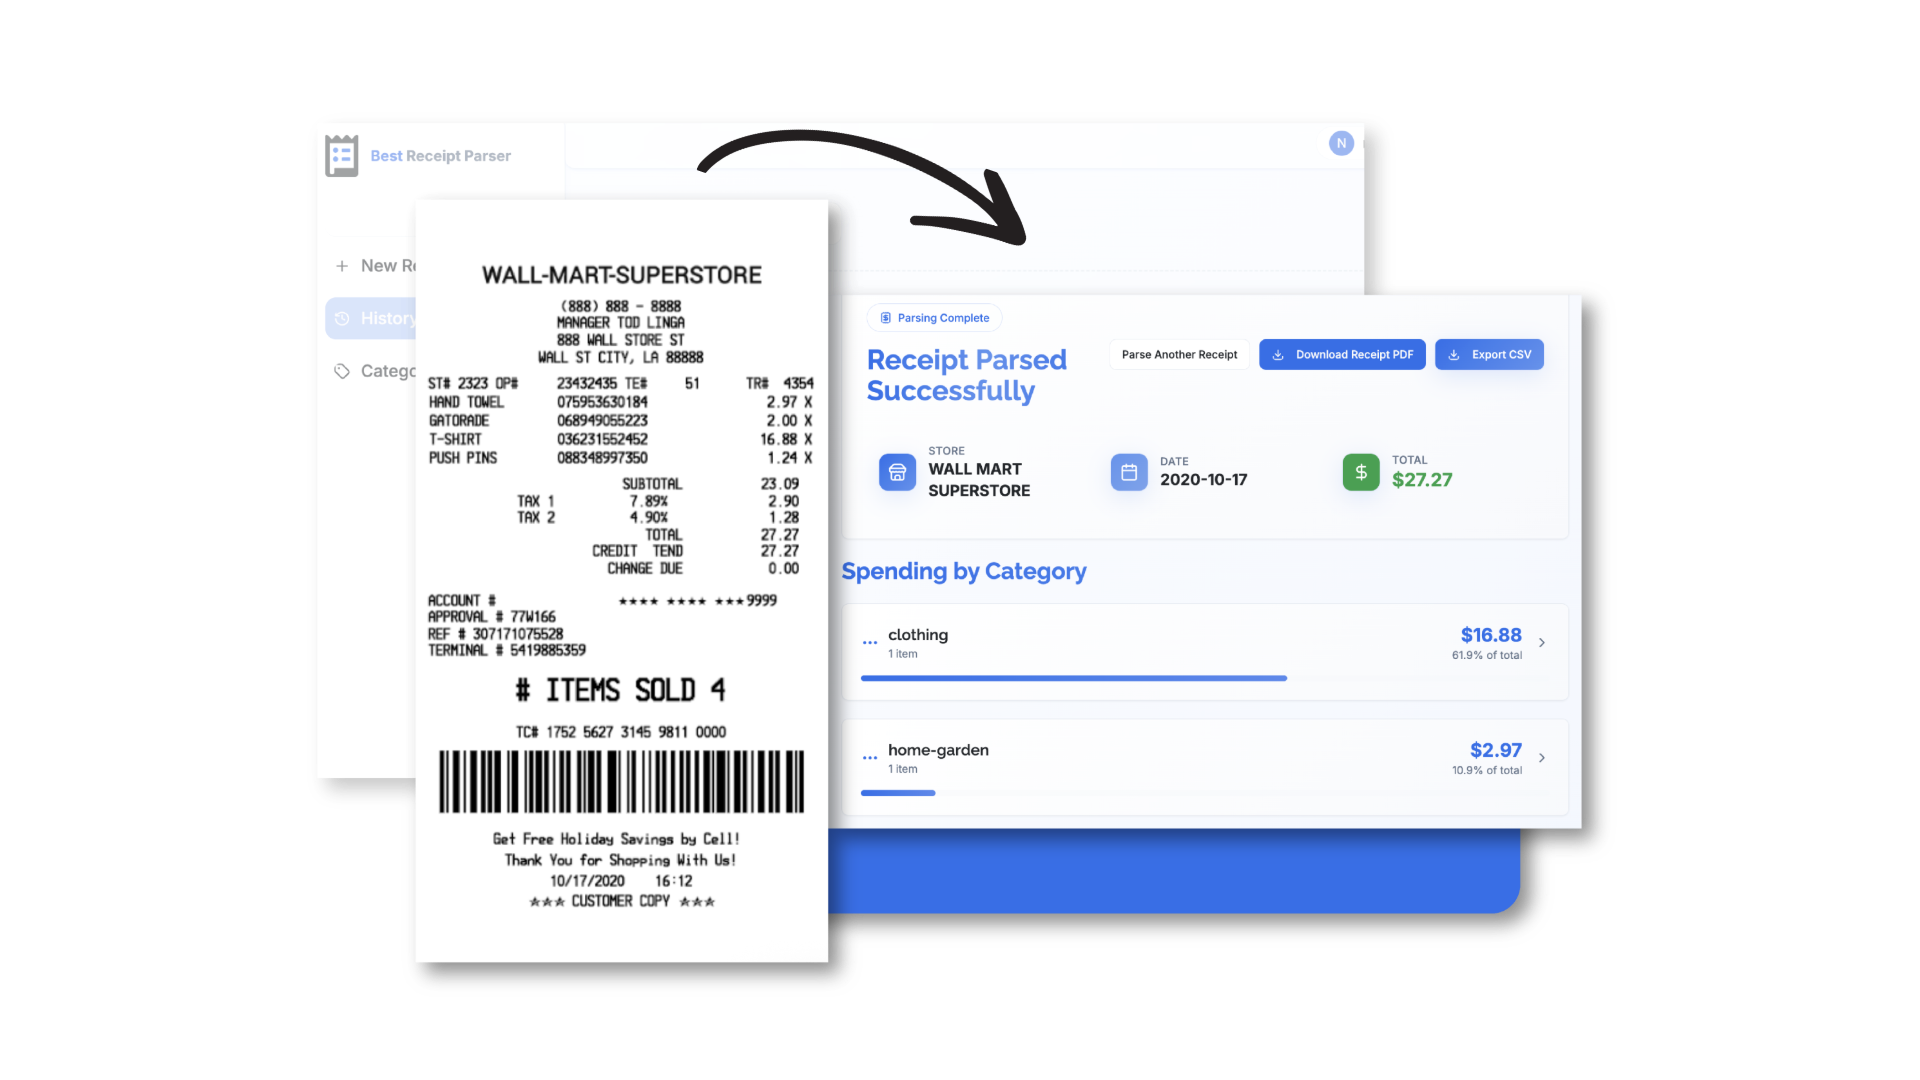 Best Receipt Parser
N
New Re
History
Catego
WALL-MART-SUPERSTORE
(888) 888 - 8888
MANAGER TOD LINGA
888 WALL STORE ST
WALL ST CITY, LA 88888
ST# 2323 OP# 23432435 TE# 51 TR# 4354
HAND TOWEL 075953630184 2.97 X
GATORADE 068949055223 2.00 X
T-SHIRT 036231552452 16.88 X
PUSH PINS 088348997350 1.24 X
SUBTOTAL 23.09
TAX 1 7.89% 2.90
TAX 2 4.90% 1.28
TOTAL 27.27
CREDIT TEND 27.27
CHANGE DUE 0.00
ACCOUNT # **** **** ***9999
APPROVAL # 77W166
REF # 307171075528
TERMINAL # 5419885359
# ITEMS SOLD 4
TC# 1752 5627 3145 9811 0000
Get Free Holiday Savings by Cell!
Thank You for Shopping With Us!
10/17/2020 16:12
*** CUSTOMER COPY ***
Parsing Complete
Receipt Parsed
Successfully
Parse Another Receipt
Download Receipt PDF
Export CSV
STORE
WALL MART
SUPERSTORE
DATE
2020-10-17
TOTAL
$27.27
Spending by Category
clothing
1 item
$16.88
61.9% of total
home-garden
1 item
$2.97
10.9% of total